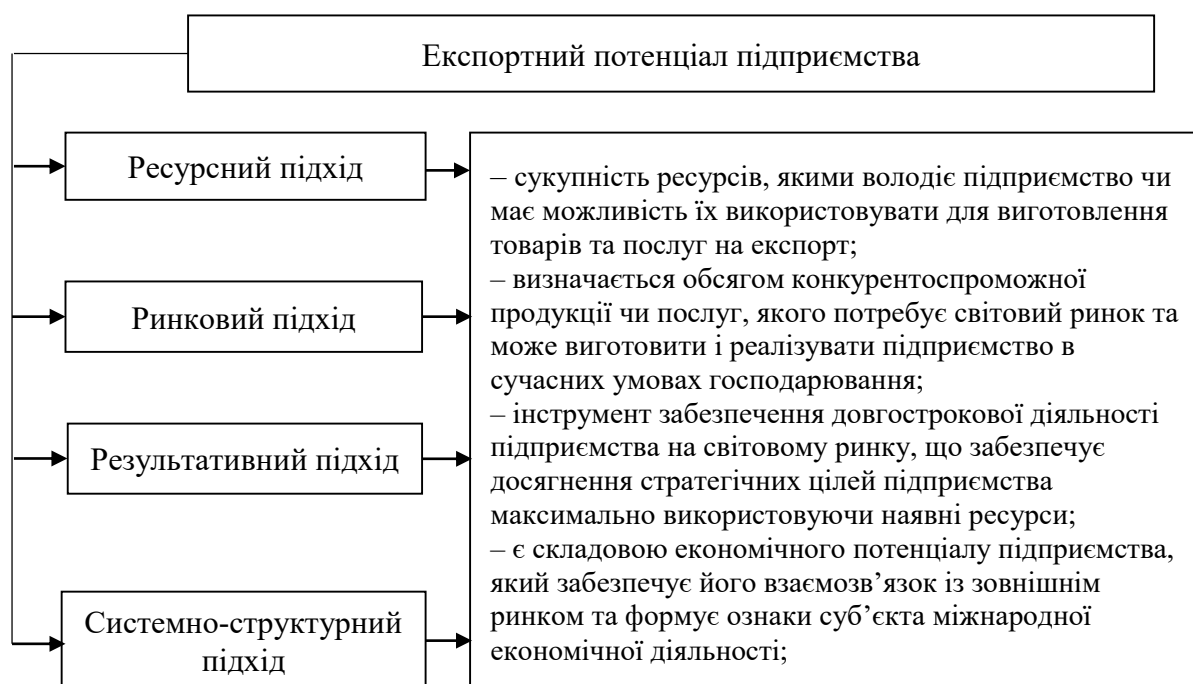 Експортний потенціал підприємства
Ресурсний підхід
Ринковий підхід
Результативний підхід
Системно-структурний
підхід
– сукупність ресурсів, якими володіє підприємство чи
має можливість їх використовувати для виготовлення
товарів та послуг на експорт;
– визначається обсягом конкурентоспроможної
продукції чи послуг, якого потребує світовий ринок та
може виготовити і реалізувати підприємство в
сучасних умовах господарювання;
– інструмент забезпечення довгострокової діяльності
підприємства на світовому ринку, що забезпечує
досягнення стратегічних цілей підприємства
максимально використовуючи наявні ресурси;
– є складовою економічного потенціалу підприємства,
який забезпечує його взаємозв’язок із зовнішнім
ринком та формує ознаки суб’єкта міжнародної
економічної діяльності;